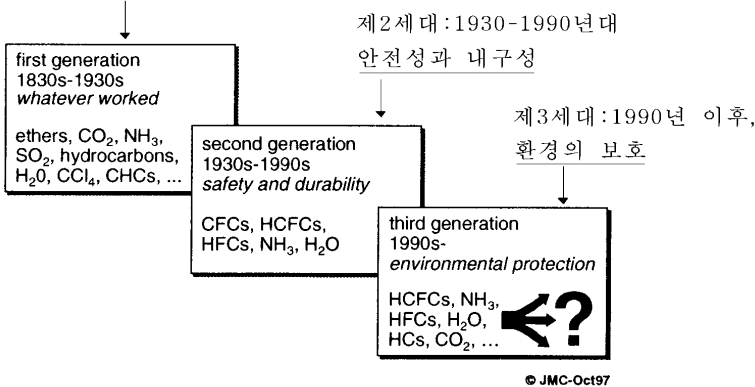 제2세대:1930-1990년대
안전성과 내구성
제3세대:1990년 이후,
환경의 보호
first generation
1830s-1930s
whatever worked
ethers, CO2, NH3,
SO2, hydrocarbons,
H20, CCl4, CHCs, ...
second generation
1930s-1990s
safety and durability
CFCs, HCFCs,
HFCs, NH3, H2O
third generation
1990s-
environmental protection
HCFCs, NH3,
HFCs, H2O,
HCs, CO2, ...
?
© JMC-Oct97